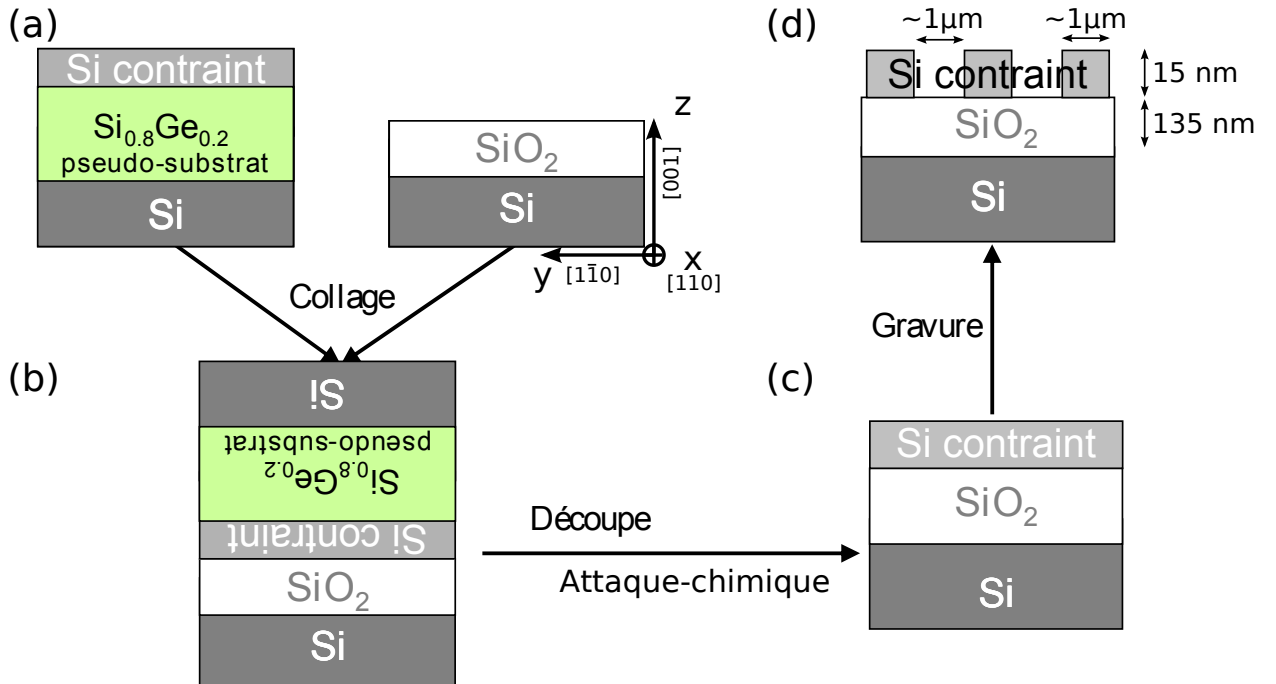 (a)
Si contraint
Si0.8Ge0.2
pseudo-substrat
Si
SiO2
Si
z
[001]
y [11̄0]
x
[110]
Collage
(b)
Si
pseudo-substrat
Si0.8Ge0.2
Si contraint
SiO2
Si
Découpe
Attaque-chimique
(c)
Si contraint
SiO2
Si
Gravure
(d)
~1µm
~1µm
Si contraint
15 nm
SiO2
135 nm
Si